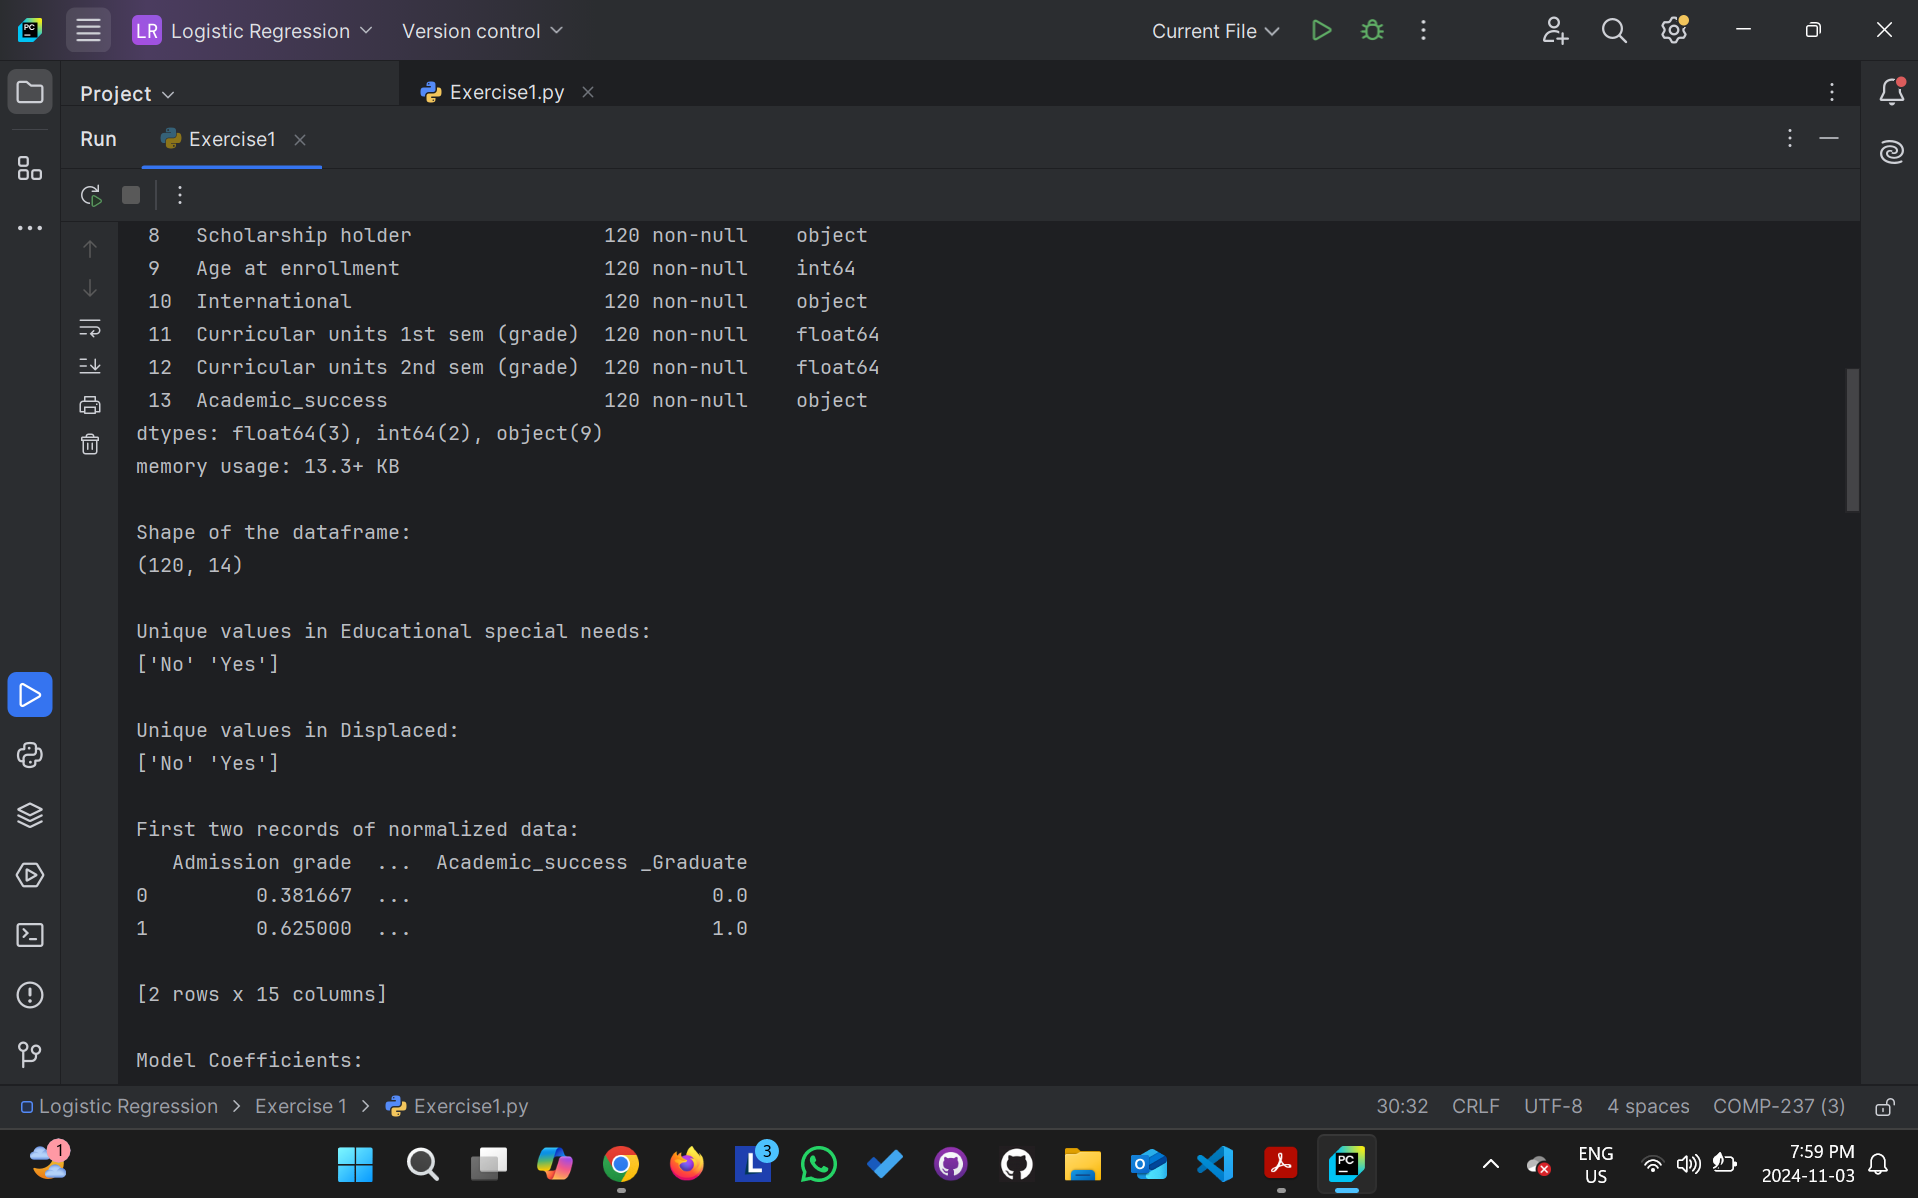 PC
LR Logistic Regression Version control Current File
Project Exercise1.py
Run Exercise1
8 Scholarship holder 120 non-null object
9 Age at enrollment 120 non-null int64
10 International 120 non-null object
11 Curricular units 1st sem (grade) 120 non-null float64
12 Curricular units 2nd sem (grade) 120 non-null float64
13 Academic_success 120 non-null object
dtypes: float64(3), int64(2), object(9)
memory usage: 13.3+ KB
Shape of the dataframe:
(120, 14)
Unique values in Educational special needs:
['No' 'Yes']
Unique values in Displaced:
['No' 'Yes']
First two records of normalized data:
Admission grade ... Academic_success _Graduate
0 0.381667 ... 0.0
1 0.625000 ... 1.0
[2 rows x 15 columns]
Model Coefficients:
Logistic Regression > Exercise 1 > Exercise1.py 30:32 CRLF UTF-8 4 spaces COMP-237 (3)
1 L 3 O PC ENG 7:59 PM
US 2024-11-03